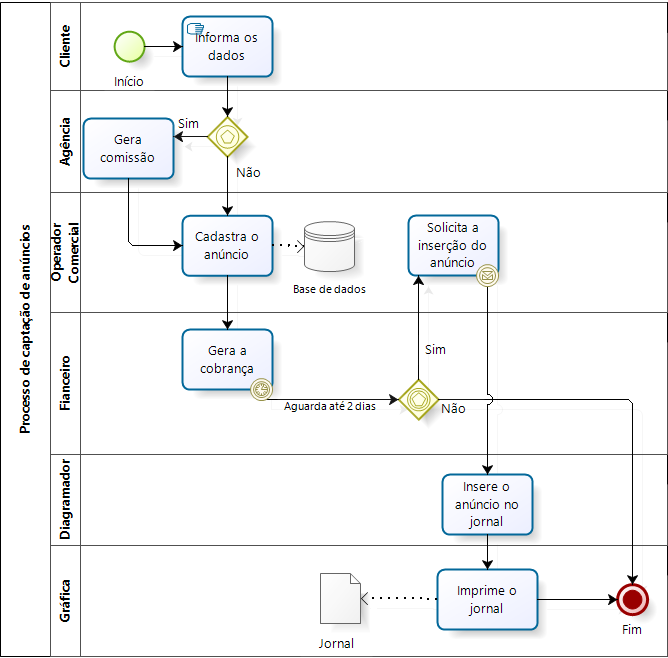 Processo de captação de anúncios
Cliente
Início
Informa os
dados
Agência
Gera
comissão
Sim
Não
Operador
Comercial
Cadastra o
anúncio
Base de dados
Solicita a
inserção do
anúncio
Fianceiro
Gera a
cobrança
Aguarda até 2 dias
Sim
Não
Diagramador
Insere o
anúncio no
jornal
Gráfica
Jornal
Imprime o
jornal
Fim